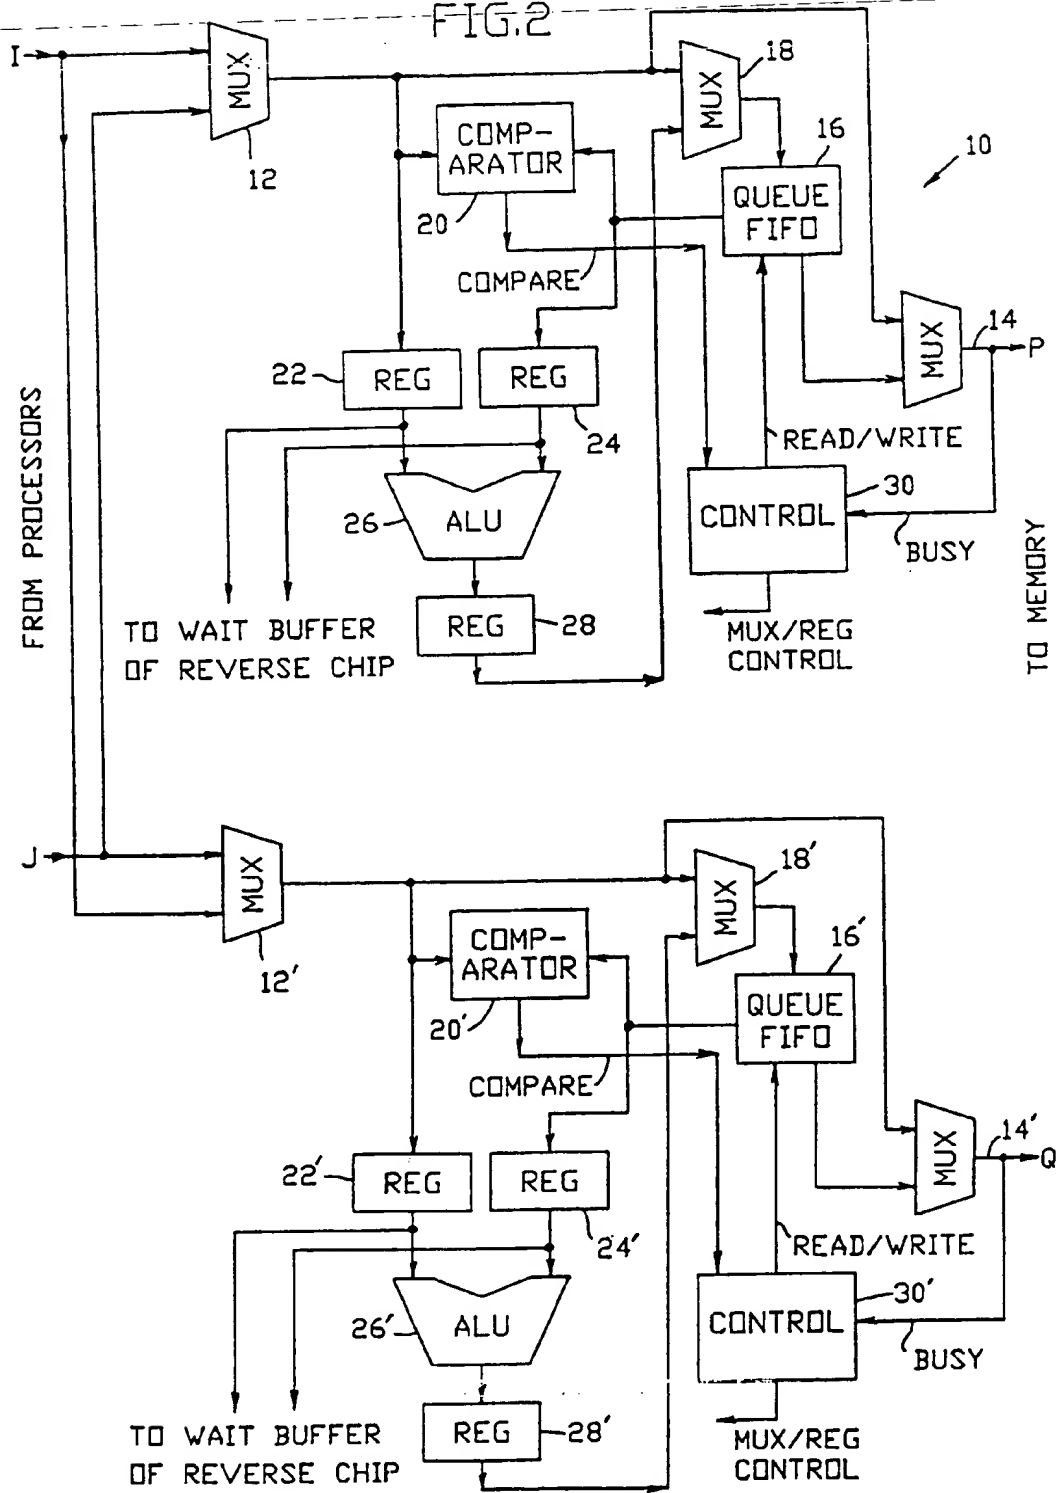 FIG.2
I
MUX
12
COMP-
ARATOR
20
COMPARE
MUX
18
QUEUE
FIFO
16
10
MUX
14
P
22
REG
REG
24
READ/WRITE
FROM PROCESSORS
26
ALU
CONTROL
30
BUSY
TO MEMORY
TO WAIT BUFFER
OF REVERSE CHIP
REG
28
MUX/REG
CONTROL
J
MUX
12'
COMP-
ARATOR
20'
COMPARE
MUX
18'
QUEUE
FIFO
16'
MUX
14'
Q
22'
REG
REG
24'
READ/WRITE
26'
ALU
CONTROL
30'
BUSY
TO WAIT BUFFER
OF REVERSE CHIP
REG
28'
MUX/REG
CONTROL